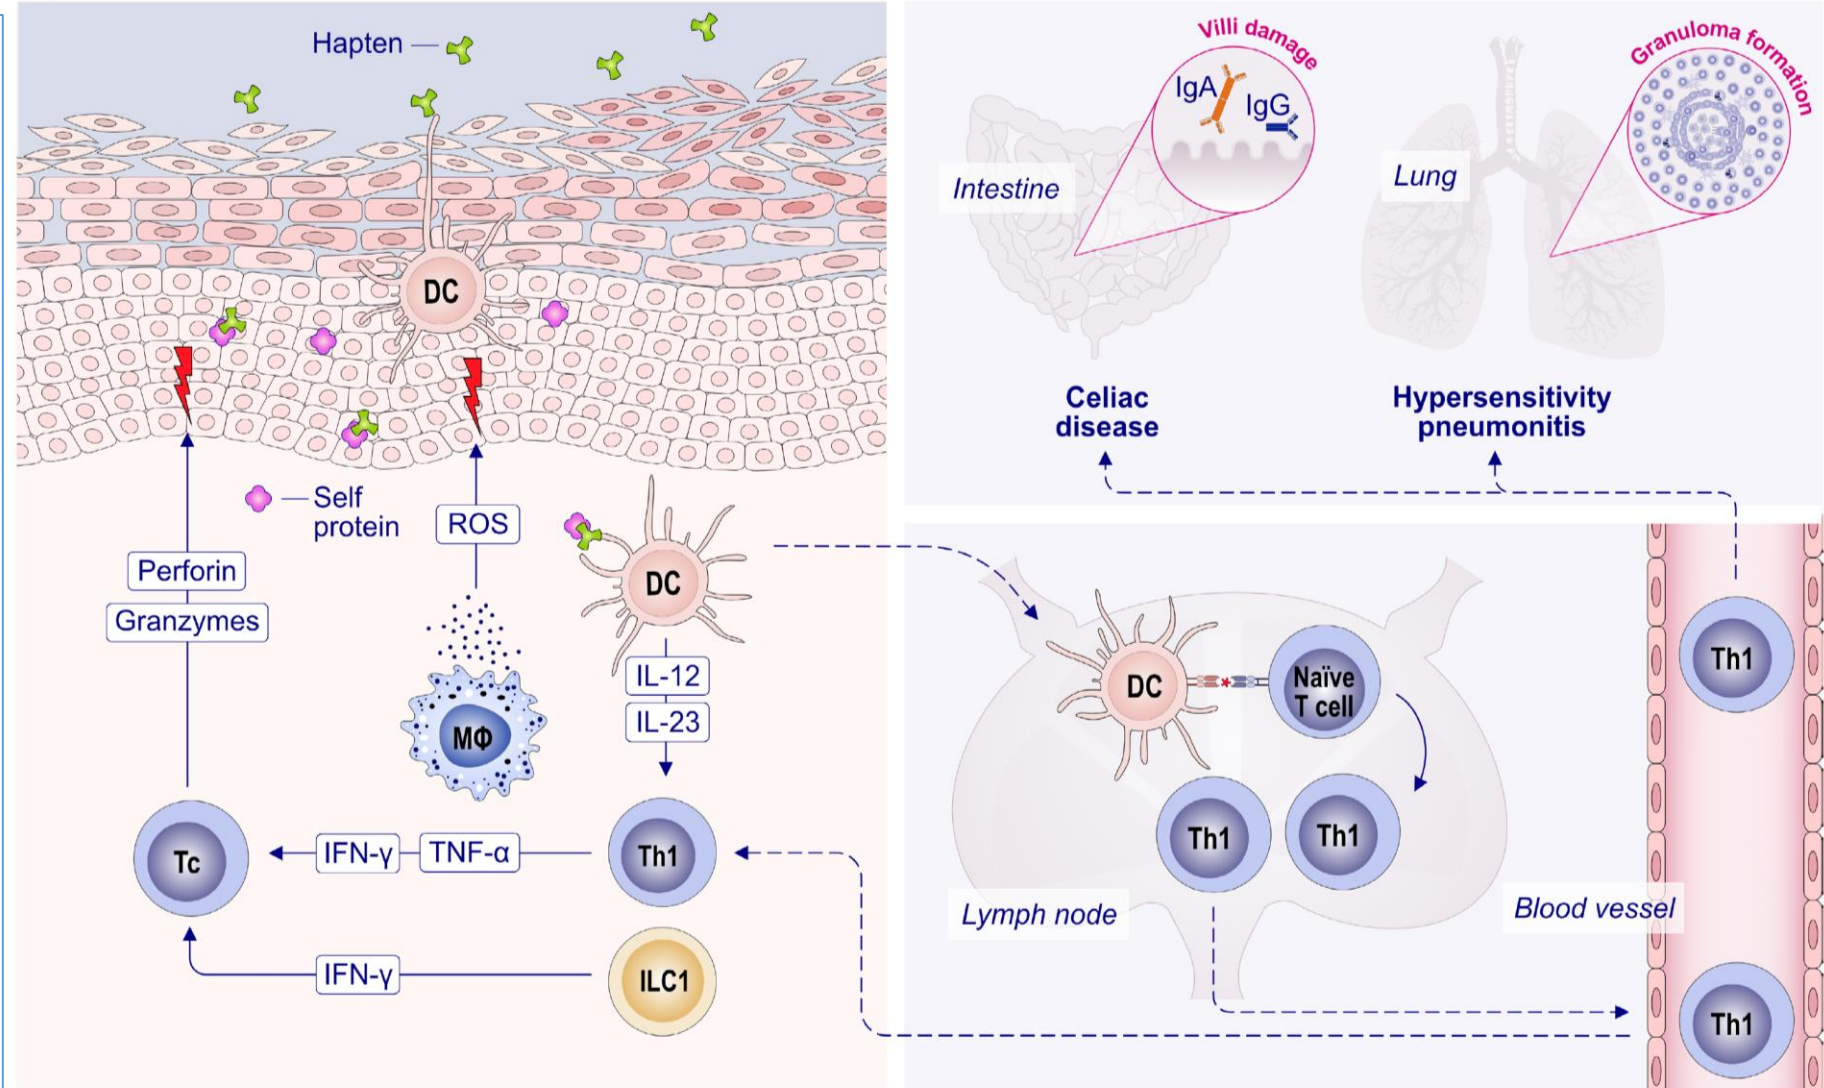 Hapten
DC
Self
protein
ROS
Perforin
Granzymes
DC
IL-12
IL-23
MΦ
Tc
IFN-γ
TNF-α
Th1
IFN-γ
ILC1
Villi damage
IgA
IgG
Intestine
Celiac
disease
Granuloma formation
Lung
Hypersensitivity
pneumonitis
DC
Naïve
T cell
Th1
Th1
Lymph node
Blood vessel
Th1
Th1